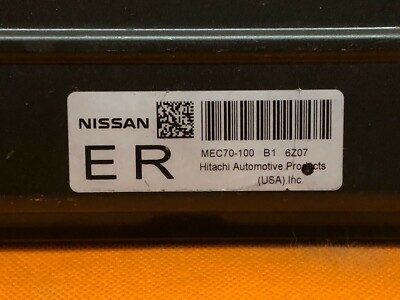 NISSAN
ER
MEC70-100 B1 6Z07
Hitachi Automotive Products
(USA).Inc